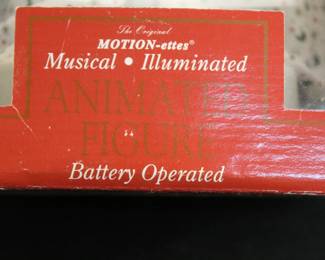 The Original
MOTION-ettes®
Musical • Illuminated
ANIMATED
FIGURE
Battery Operated